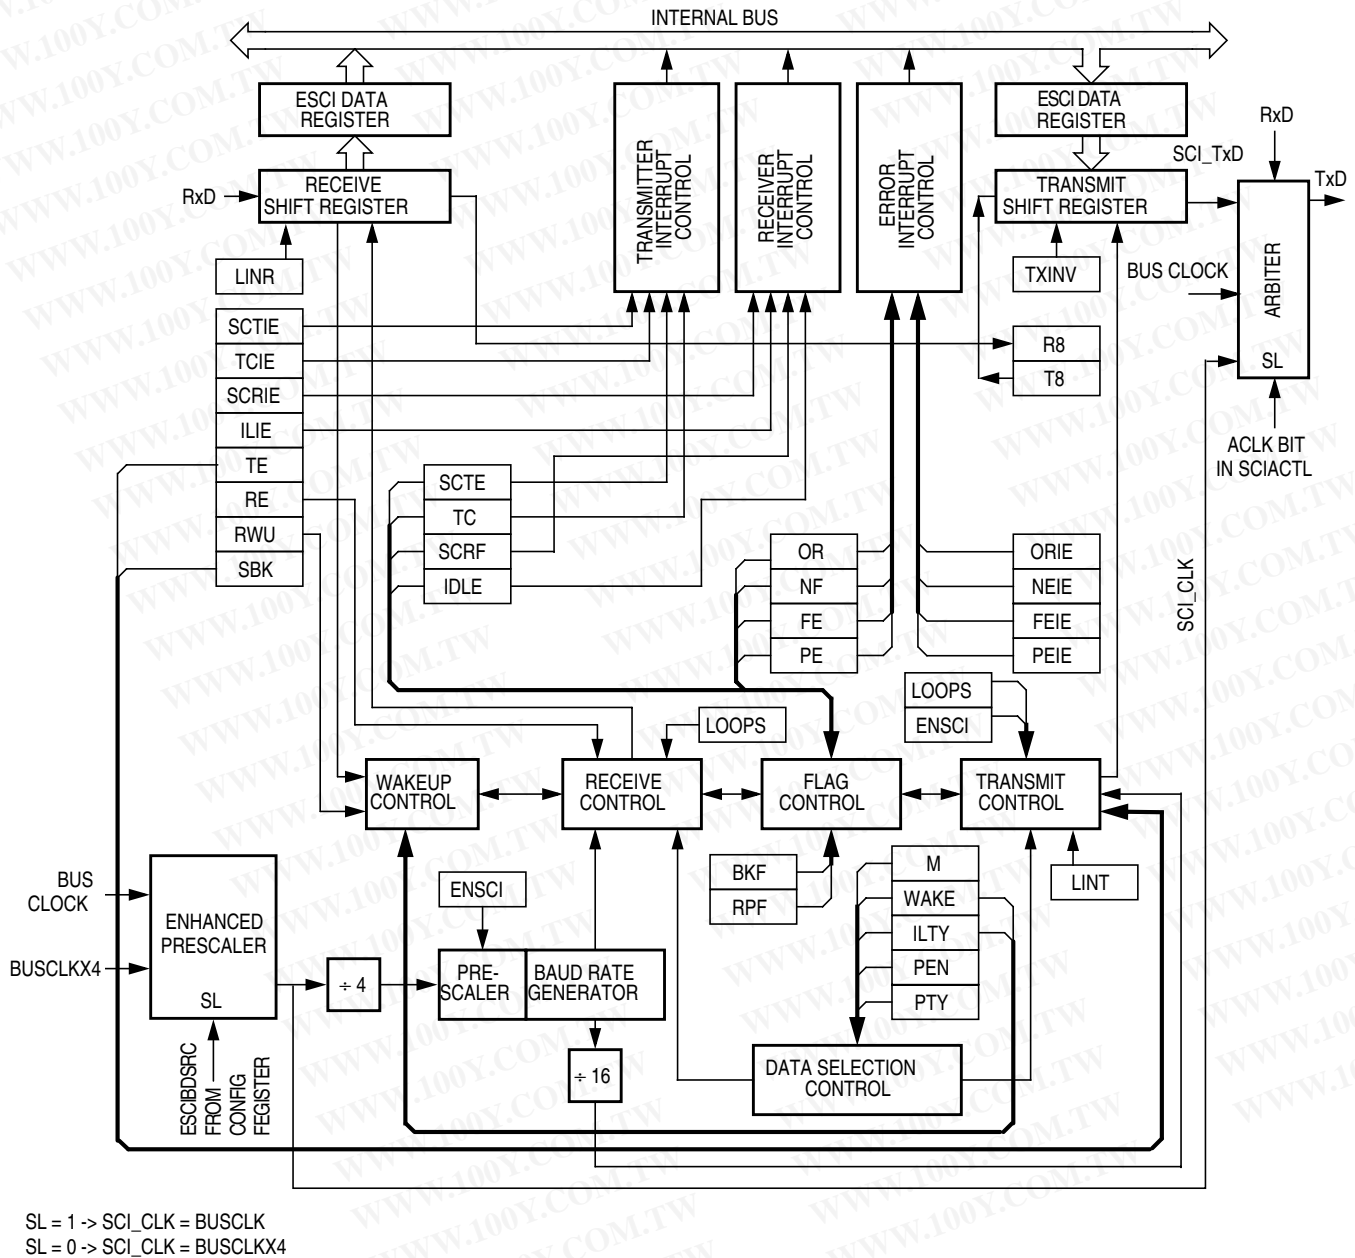 INTERNAL BUS
ESCI DATA
REGISTER
ESCI DATA
REGISTER
RxD
SCI_TxD
TxD
RxD
RECEIVE
SHIFT REGISTER
TRANSMITTER
INTERRUPT
CONTROL
RECEIVER
INTERRUPT
CONTROL
ERROR
INTERRUPT
CONTROL
TRANSMIT
SHIFT REGISTER
LINR
TXINV
BUS CLOCK
ARBITER
SL
SCTIE
TCIE
SCRIE
ILIE
TE
RE
RWU
SBK
R8
T8
ACLK BIT
IN SCIACTL
SCTE
TC
SCRF
IDLE
OR
NF
FE
PE
ORIE
NEIE
FEIE
PEIE
SCI_CLK
LOOPS
LOOPS
ENSCI
WAKEUP
CONTROL
RECEIVE
CONTROL
FLAG
CONTROL
TRANSMIT
CONTROL
BKF
RPF
M
WAKE
ILTY
PEN
PTY
LINT
BUS
CLOCK
BUSCLKX4
ENHANCED
PRESCALER
SL
ENSCI
÷ 4
PRE-
SCALER
BAUD RATE
GENERATOR
÷ 16
DATA SELECTION
CONTROL
ESCIBDSRC
FROM
CONFIG
FEGISTER
SL = 1 -> SCI_CLK = BUSCLK
SL = 0 -> SCI_CLK = BUSCLKX4
WWW.100Y.COM.TW